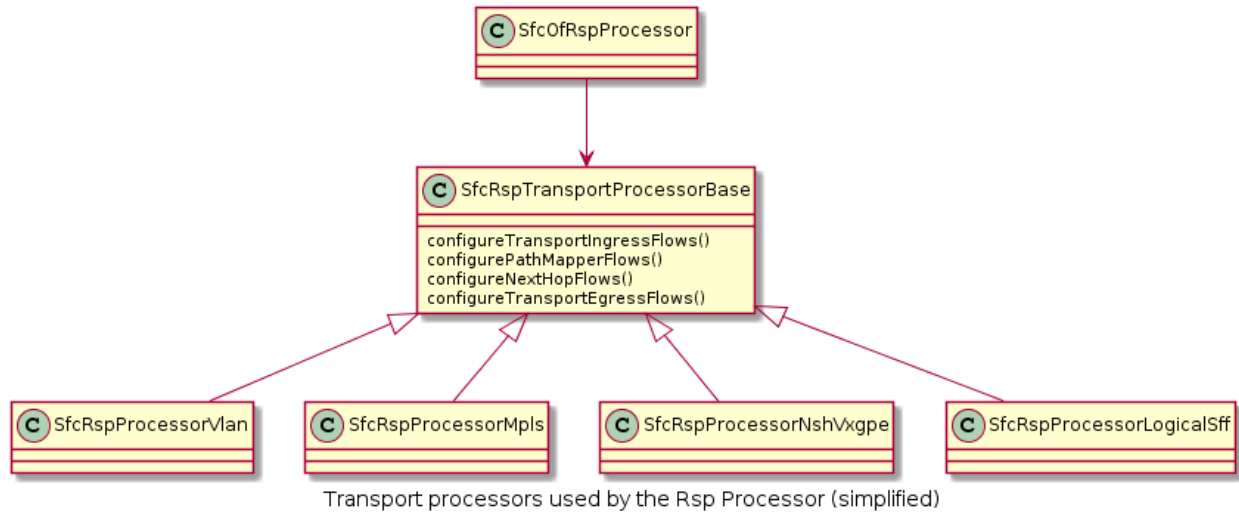 C SfcOfRspProcessor
C SfcRspTransportProcessorBase
configureTransportIngressFlows()
configurePathMapperFlows()
configureNextHopFlows()
configureTransportEgressFlows()
C SfcRspProcessorVlan
C SfcRspProcessorMpls
C SfcRspProcessorNshVxgpe
C SfcRspProcessorLogicalSff
Transport processors used by the Rsp Processor (simplified)